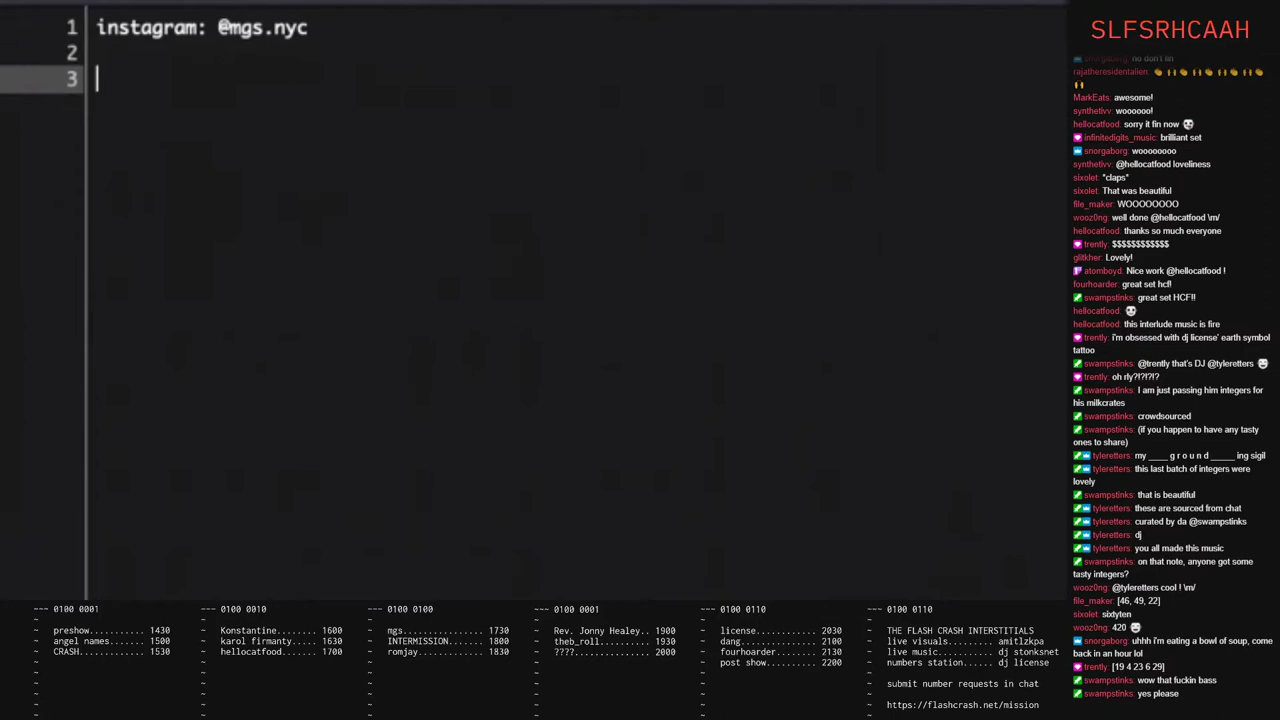 1 instagram: @mgs.nyc
2
3
SLFSRHCAAH
snorgaborg: no don't fin
rajatheresidentalien:
MarkEats: awesome!
synthetivv: woooooo!
hellocatfood: sorry it fin now
infinitedigits_music: brilliant set
snorgaborg: woooooooo
synthetivv: @hellocatfood loveliness
sixolet: *claps*
sixolet: That was beautiful
file_maker: WOOOOOOOO
wooz0ng: well done @hellocatfood \m/
hellocatfood: thanks so much everyone
trently: $$$$$$$$$$$$
glitkher: Lovely!
atomboyd: Nice work @hellocatfood !
fourhoarder: great set hcf!
swampstinks: great set HCF!!
hellocatfood:
hellocatfood: this interlude music is fire
trently: i'm obsessed with dj license' earth symbol
tattoo
swampstinks: @trently that's DJ @tyleretters
trently: oh rly?!?!?!?
swampstinks: I am just passing him integers for
his milkcrates
swampstinks: crowdsourced
swampstinks: (if you happen to have any tasty
ones to share)
tyleretters: my ____ g r o u n d _____ ing sigil
tyleretters: this last batch of integers were
lovely
swampstinks: that is beautiful
tyleretters: these are sourced from chat
tyleretters: curated by da @swampstinks
tyleretters: dj
tyleretters: you all made this music
swampstinks: on that note, anyone got some
tasty integers?
wooz0ng: @tyleretters cool ! \m/
file_maker: [46, 49, 22]
sixolet: sixtyten
wooz0ng: 420
snorgaborg: uhhh i'm eating a bowl of soup, come
back in an hour lol
trently: [19 4 23 6 29]
swampstinks: wow that fuckin bass
swampstinks: yes please
--- 0100 0001
~
~ preshow.......... 1430
~ angel names...... 1500
~ CRASH............ 1530
~
~
~
~
~
~
--- 0100 0010
~
~ Konstantine....... 1600
~ karol firmanty.... 1630
~ hellocatfood...... 1700
~
~
~
~
~
~
--- 0100 0100
~
~ mgs............... 1730
~ INTERMISSION...... 1800
~ romjay............ 1830
~
~
~
~
~
~
~~~ 0100 0001
~
~ Rev. Jonny Healey.. 1900
~ theb_roll.......... 1930
~ ????............... 2000
~
~
~
~
~
~
--- 0100 0110
~
~ license........... 2030
~ dang.............. 2100
~ fourhoarder....... 2130
~ post show......... 2200
~
~
~
~
~
--- 0100 0110
~
~ THE FLASH CRASH INTERSTITIALS
~ live visuals........ amitlzkpa
~ live music..... dj stonksnet
~ numbers station..... dj license
~
~ submit number requests in chat
~
~ https://flashcrash.net/mission
~